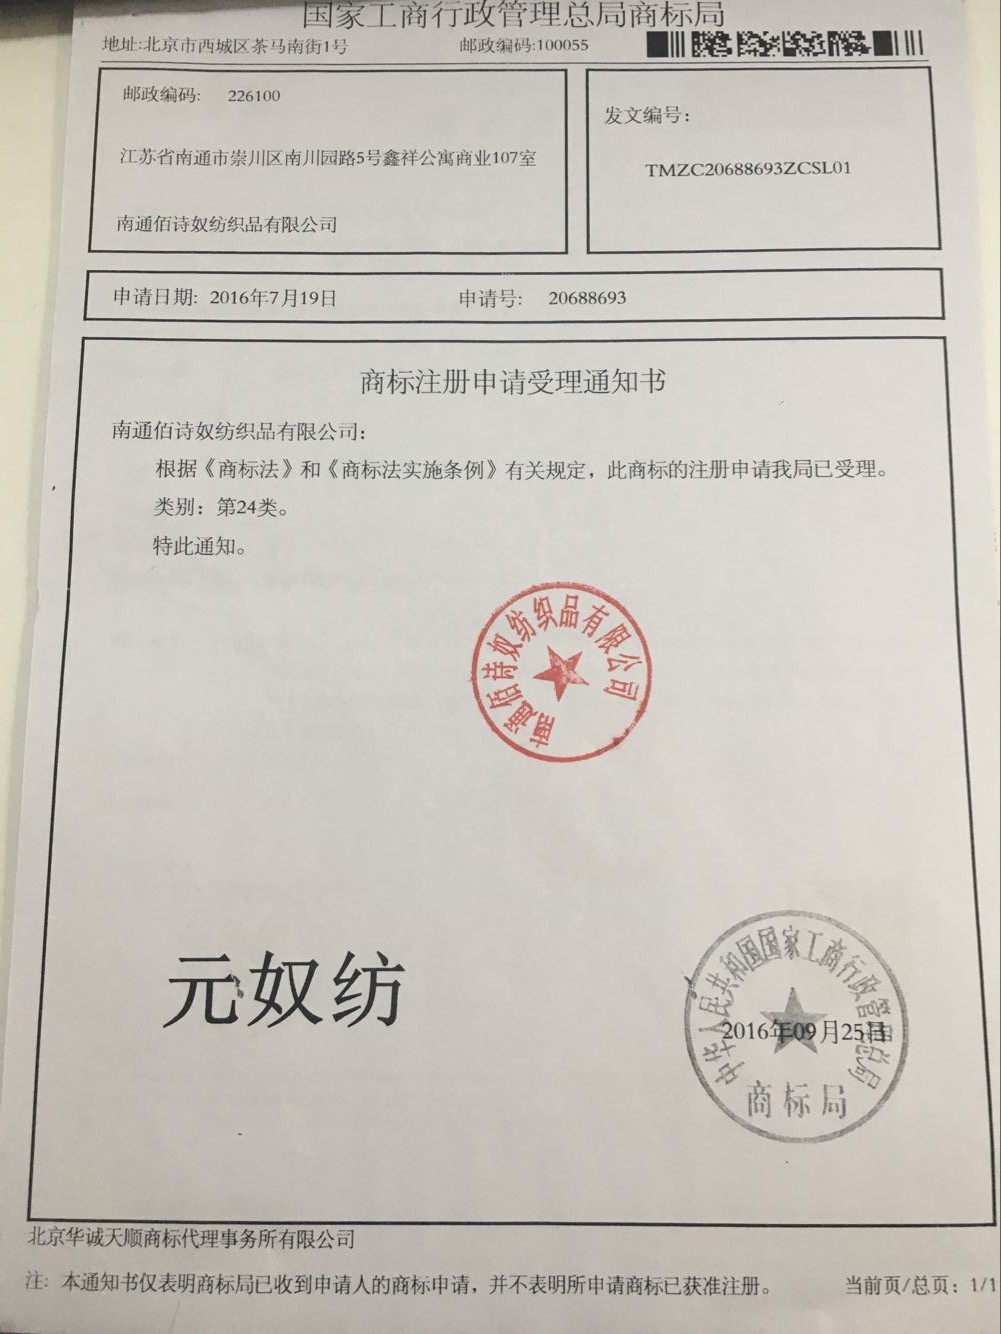 国家工商行政管理总局商标局
地址:北京市西城区茶马南街1号 邮政编码:100055
邮政编码: 226100
江苏省南通市崇川区南川园路5号鑫祥公寓商业107室
南通佰诗奴纺织品有限公司
发文编号：
TMZC20688693ZCSL01
申请日期: 2016年7月19日 申请号: 20688693
商标注册申请受理通知书
南通佰诗奴纺织品有限公司:
根据《商标法》和《商标法实施条例》有关规定，此商标的注册申请我局已受理。
类别：第24类。
特此通知。
南通佰诗奴纺织品有限公司
元奴纺
中华人民共和国国家工商行政管理总局
2016年09月25日
商标局
北京华诚天顺商标代理事务所有限公司
注: 本通知书仅表明商标局已收到申请人的商标申请，并不表明所申请商标已获准注册。 当前页/总页：1/1